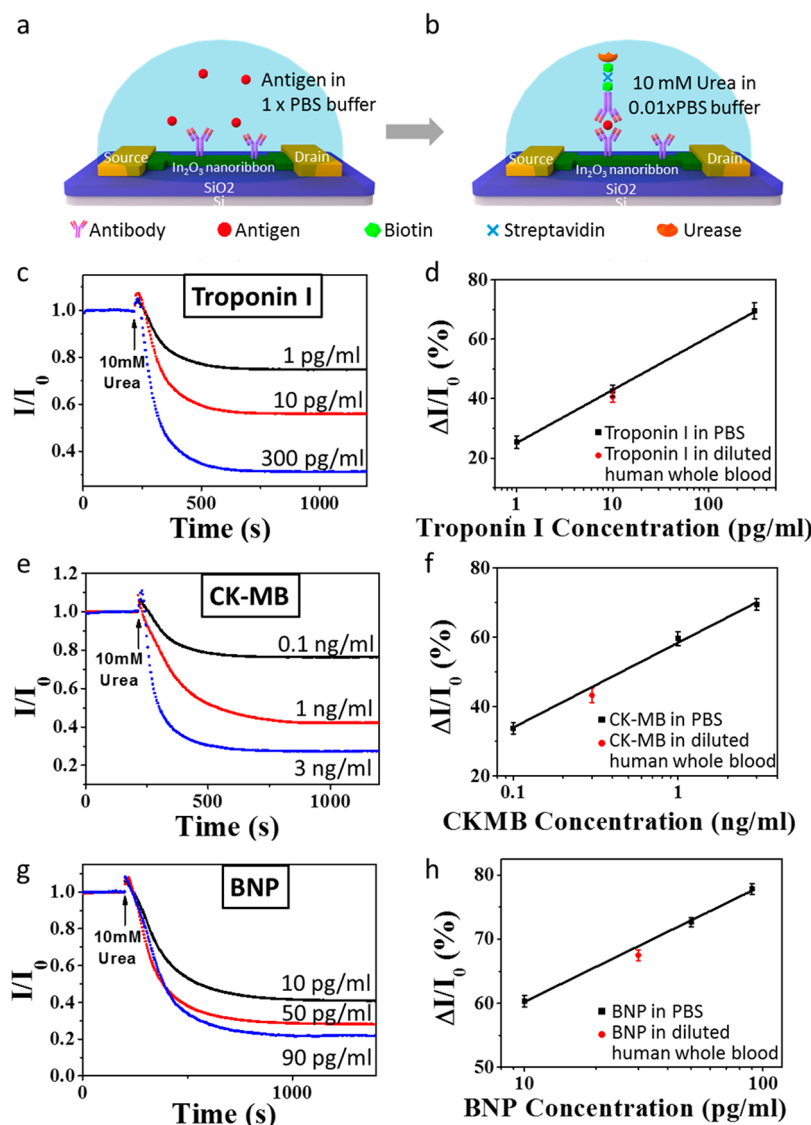 a
Antigen in
1 x PBS buffer
Source
In₂O₃ nanoribbon
Drain
SiO2
Si
b
10 mM Urea in
0.01xPBS buffer
Source
In₂O₃ nanoribbon
Drain
SiO2
Si
Antibody
Antigen
Biotin
Streptavidin
Urease
c
Troponin I
I/I₀
1.0
0.8
0.6
0.4
10mM
Urea
1 pg/ml
10 pg/ml
300 pg/ml
0
500
1000
Time (s)
d
ΔI/I₀ (%)
80
60
40
20
Troponin I in PBS
Troponin I in diluted
human whole blood
1
10
100
Troponin I Concentration (pg/ml)
e
CK-MB
I/I₀
1.2
1.0
0.8
0.6
0.4
0.2
10mM
Urea
0.1 ng/ml
1 ng/ml
3 ng/ml
0
500
1000
Time (s)
f
ΔI/I₀ (%)
80
60
40
20
CK-MB in PBS
CK-MB in diluted
human whole blood
0.1
1
CKMB Concentration (ng/ml)
g
BNP
I/I₀
1.0
0.8
0.6
0.4
0.2
0.0
10mM
Urea
10 pg/ml
50 pg/ml
90 pg/ml
0
1000
Time (s)
h
ΔI/I₀ (%)
80
70
60
50
BNP in PBS
BNP in diluted
human whole blood
10
100
BNP Concentration (pg/ml)